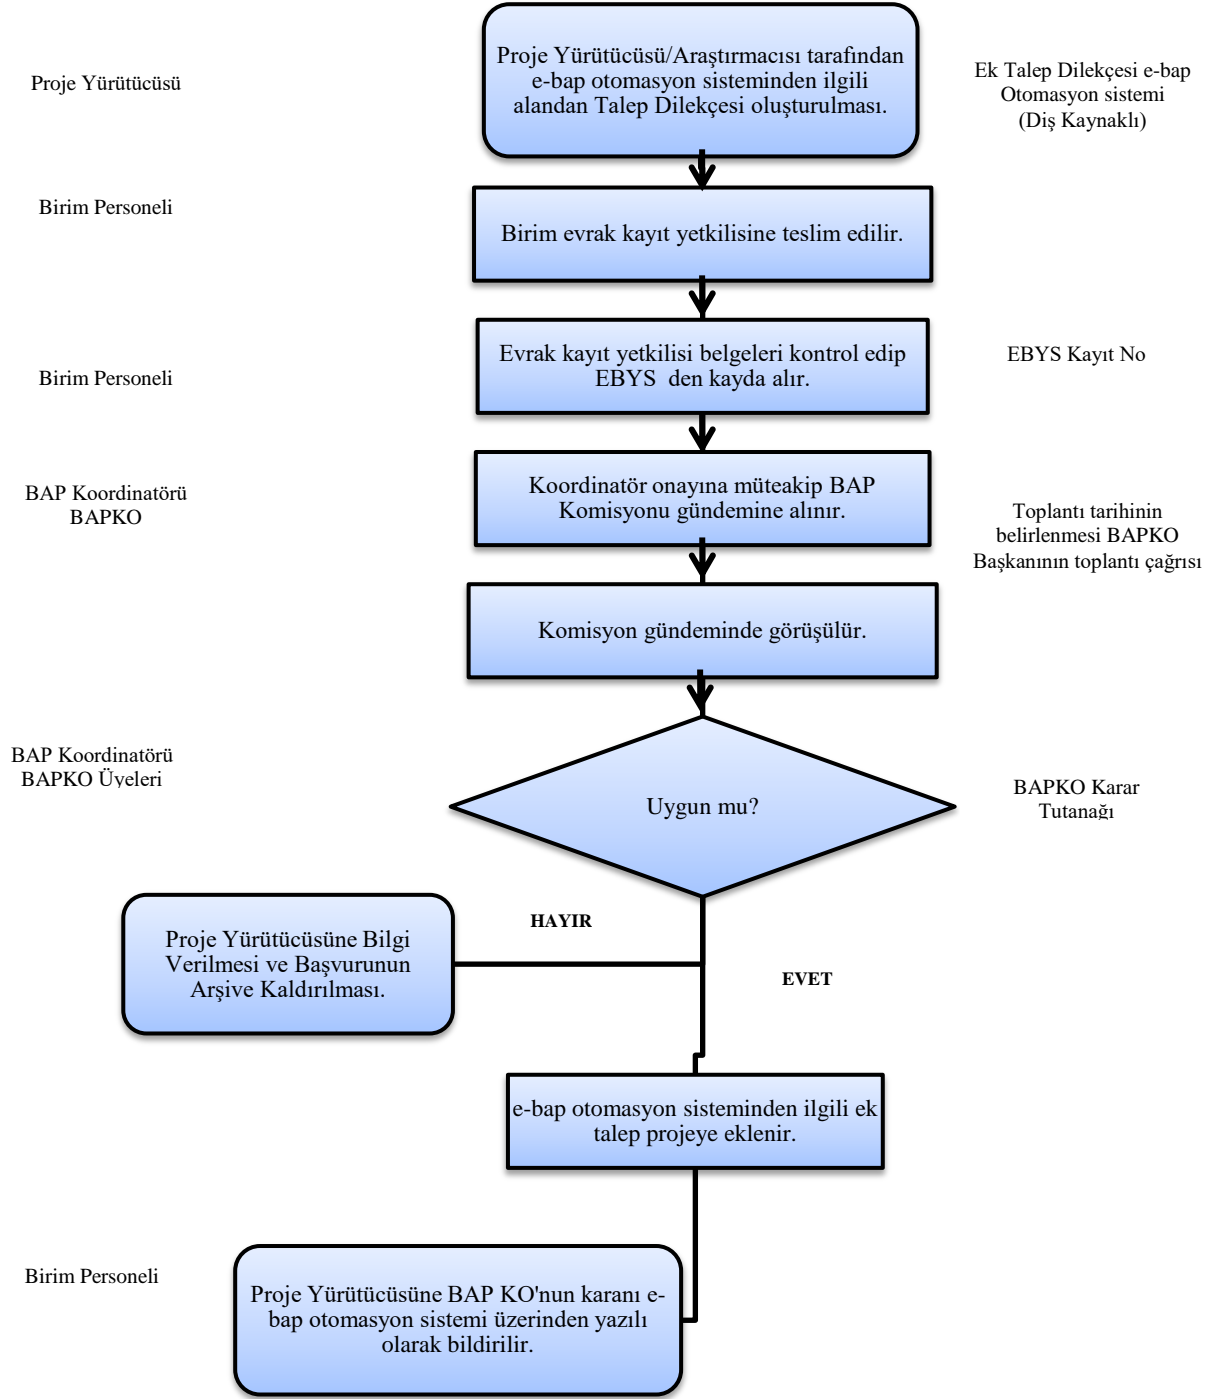 Proje Yürütücüsü/Araştırmacısı tarafından
e-bap otomasyon sisteminden ilgili
alandan Talep Dilekçesi oluşturulması.
Proje Yürütücüsü
Ek Talep Dilekçesi e-bap
Otomasyon sistemi
(Diş Kaynaklı)
Birim Personeli
Birim evrak kayıt yetkilisine teslim edilir.
Evrak kayıt yetkilisi belgeleri kontrol edip
EBYS  den kayda alır.
EBYS Kayıt No
Birim Personeli
BAP Koordinatörü
BAPKO
Koordinatör onayına müteakip BAP
Komisyonu gündemine alınır.
Toplantı tarihinin
belirlenmesi BAPKO
Başkanının toplantı çağrısı
Komisyon gündeminde görüşülür.
BAP Koordinatörü
BAPKO Üyeleri
Uygun mu?
BAPKO Karar
Tutanağı
HAYIR
Proje Yürütücüsüne Bilgi
Verilmesi ve Başvurunun
Arşive Kaldırılması.
EVET
e-bap otomasyon sisteminden ilgili ek
talep projeye eklenir.
Birim Personeli
Proje Yürütücüsüne BAP KO'nun karanı e-
bap otomasyon sistemi üzerinden yazılı
olarak bildirilir.